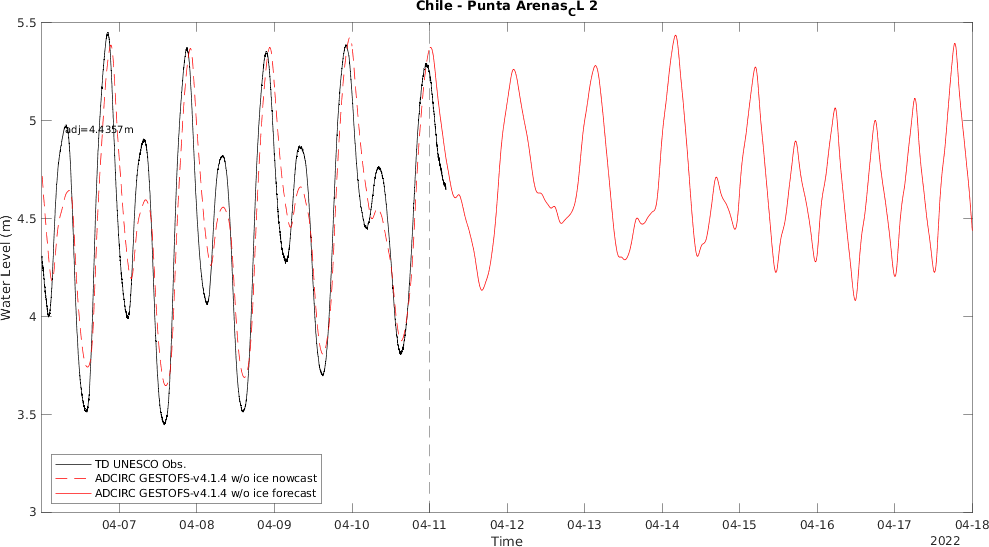 Chile - Punta Arenas_CL 2
5.5
5
4.5
4
3.5
3
Water Level (m)
adj=4.4357m
TD UNESCO Obs.
ADCIRC GESTOFS-v4.1.4 w/o ice nowcast
ADCIRC GESTOFS-v4.1.4 w/o ice forecast
04-07 04-08 04-09 04-10 04-11 04-12 04-13 04-14 04-15 04-16 04-17 04-18
Time
2022